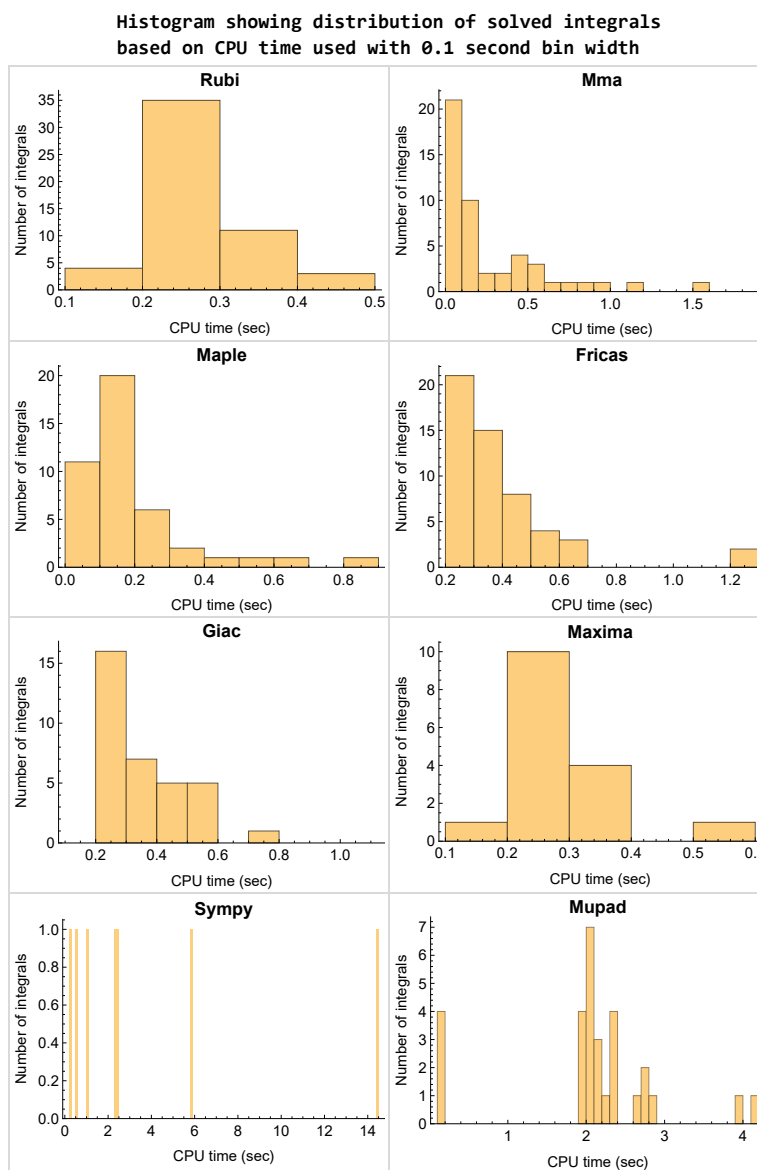 Histogram showing distribution of solved integrals
based on CPU time used with 0.1 second bin width
Rubi
Number of integrals
35
30
25
20
15
10
5
0
0.1 0.2 0.3 0.4 0.5
CPU time (sec)
Mma
Number of integrals
20
15
10
5
0
0.0 0.5 1.0 1.5
CPU time (sec)
Maple
Number of integrals
20
15
10
5
0
0.0 0.2 0.4 0.6 0.8
CPU time (sec)
Fricas
Number of integrals
20
15
10
5
0
0.2 0.4 0.6 0.8 1.0 1.2
CPU time (sec)
Giac
Number of integrals
15
10
5
0
0.2 0.4 0.6 0.8 1.0
CPU time (sec)
Maxima
Number of integrals
10
8
6
4
2
0
0.1 0.2 0.3 0.4 0.5
CPU time (sec)
Sympy
Number of integrals
1.0
0.8
0.6
0.4
0.2
0.0
0 2 4 6 8 10 12 14
CPU time (sec)
Mupad
Number of integrals
7
6
5
4
3
2
1
0
1 2 3 4
CPU time (sec)